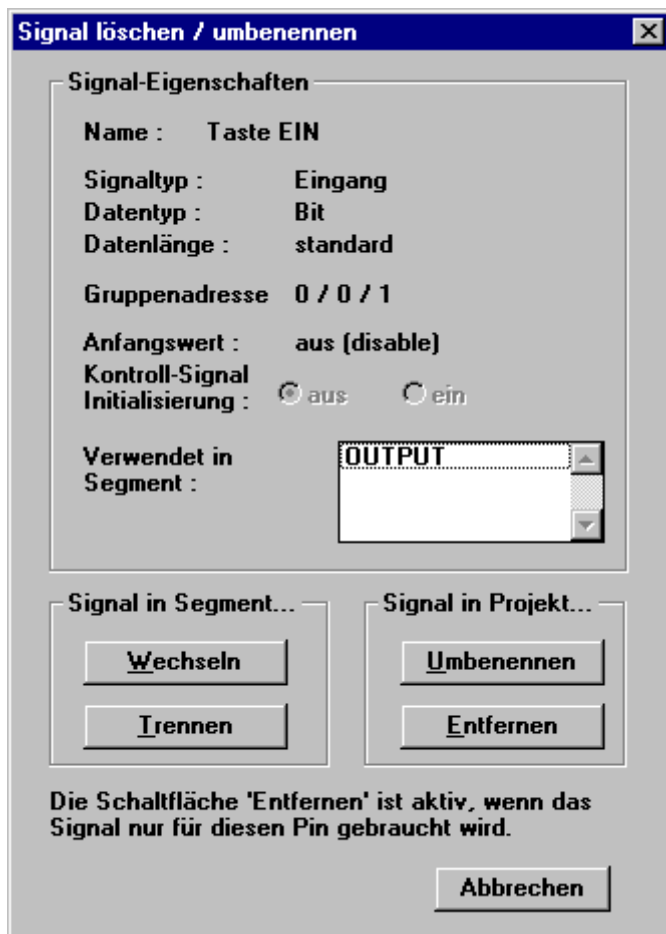 Signal löschen / umbenennen
Signal-Eigenschaften
Name : Taste EIN
Signaltyp : Eingang
Datentyp : Bit
Datenlänge : standard
Gruppenadresse 0 / 0 / 1
Anfangswert : aus (disable)
Kontroll-Signal
Initialisierung : aus ein
Verwendet in
Segment :
OUTPUT
Signal in Segment...
Wechseln
Trennen
Signal in Projekt...
Umbenennen
Entfernen
Die Schaltfläche 'Entfernen' ist aktiv, wenn das
Signal nur für diesen Pin gebraucht wird.
Abbrechen